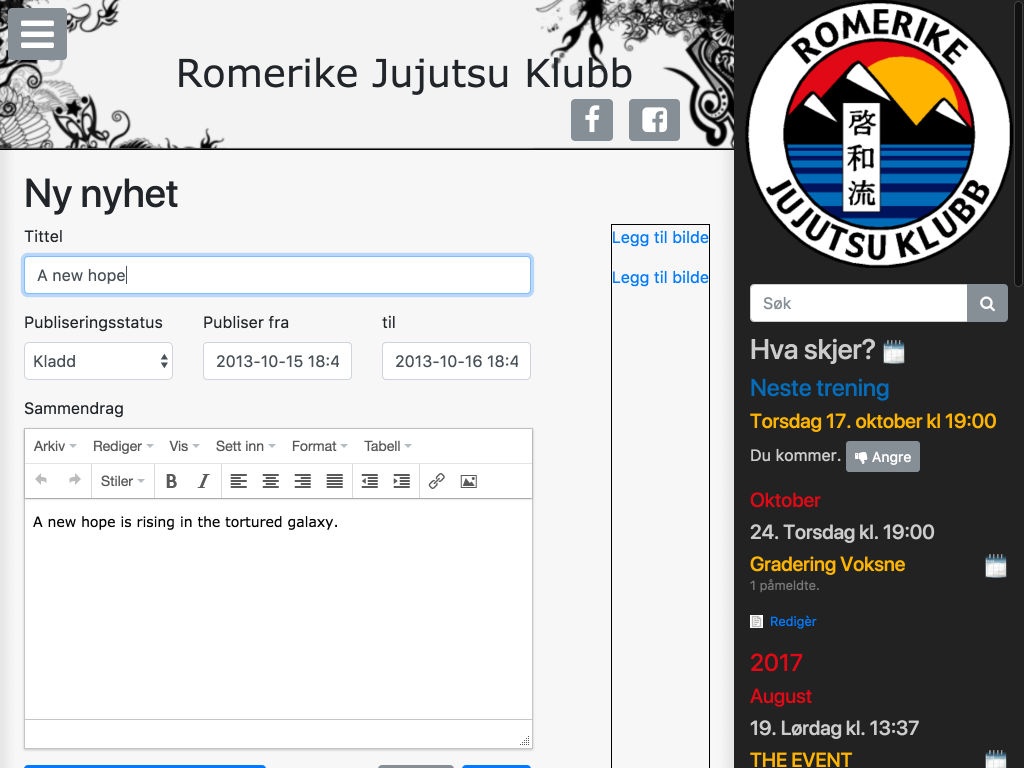 Romerike Jujutsu Klubb
Ny nyhet
Tittel
A new hope
Publiseringsstatus
Publiser fra
til
Kladd
2013-10-15 18:4
2013-10-16 18:4
Sammendrag
Arkiv Rediger Vis Sett inn Format Tabell
Stiler B I
A new hope is rising in the tortured galaxy.
Legg til bilde
Legg til bilde
ROMERIKE
啓和流
JUJUTSU KLUBB
Søk
Hva skjer?
Neste trening
Torsdag 17. oktober kl 19:00
Du kommer. Angre
Oktober
24. Torsdag kl. 19:00
Gradering Voksne
1 påmeldte.
Redigèr
2017
August
19. Lørdag kl. 13:37
THE EVENT